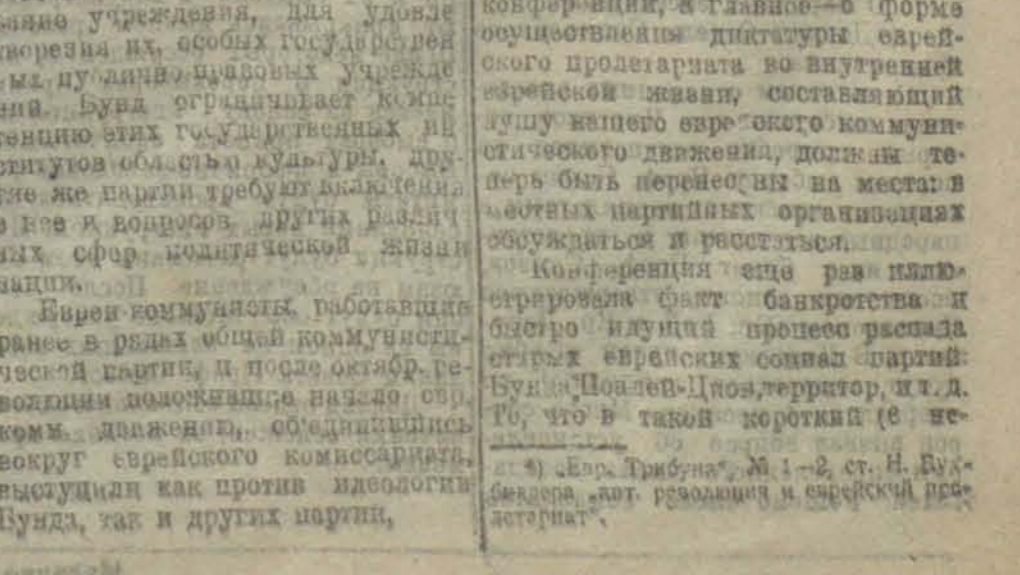 учреждения, для удовле
творения их, особых государствен
ных публично-правовых учрежде
ений. Бунд ограничивает компе
тенцию этих государственных ин
ститутов областью культуры. Дру-
гие же партии требуют включения
в нее и вопросов других различ
ных сфер политической жизни
нации.
Евреи-коммунисты, работавшие
ранее в рядах общей коммунисти-
ческой партии, и после октябр. ре-
волюции положившие начало евр.
комм. движению, об'единившись
вокруг еврейского комиссариата,
выступили как против идеологии
Бунда, так и других партий,
конференции, а главное—о форме
осуществления диктатуры еврей-
ского пролетариата во внутренней
еврейской жизни, составляющий
душу нашего еврейского коммуни-
стического движения, должны те-
перь быть перенесены на места: в
местных партийных организациях
обсуждаться и
Конференция еще раз иллю-
стрировала факт банкротства и
быстро идущий процесс распада
старых еврейских социал партий:
Бунда, Поалей-Цион, территор, и т. д.
То, что в такой короткий (6 не-
*) „Евр. Трибуна", № 1—2, ст. Н. Бух-
биндера „окт. революция и еврейский про-
летариат".